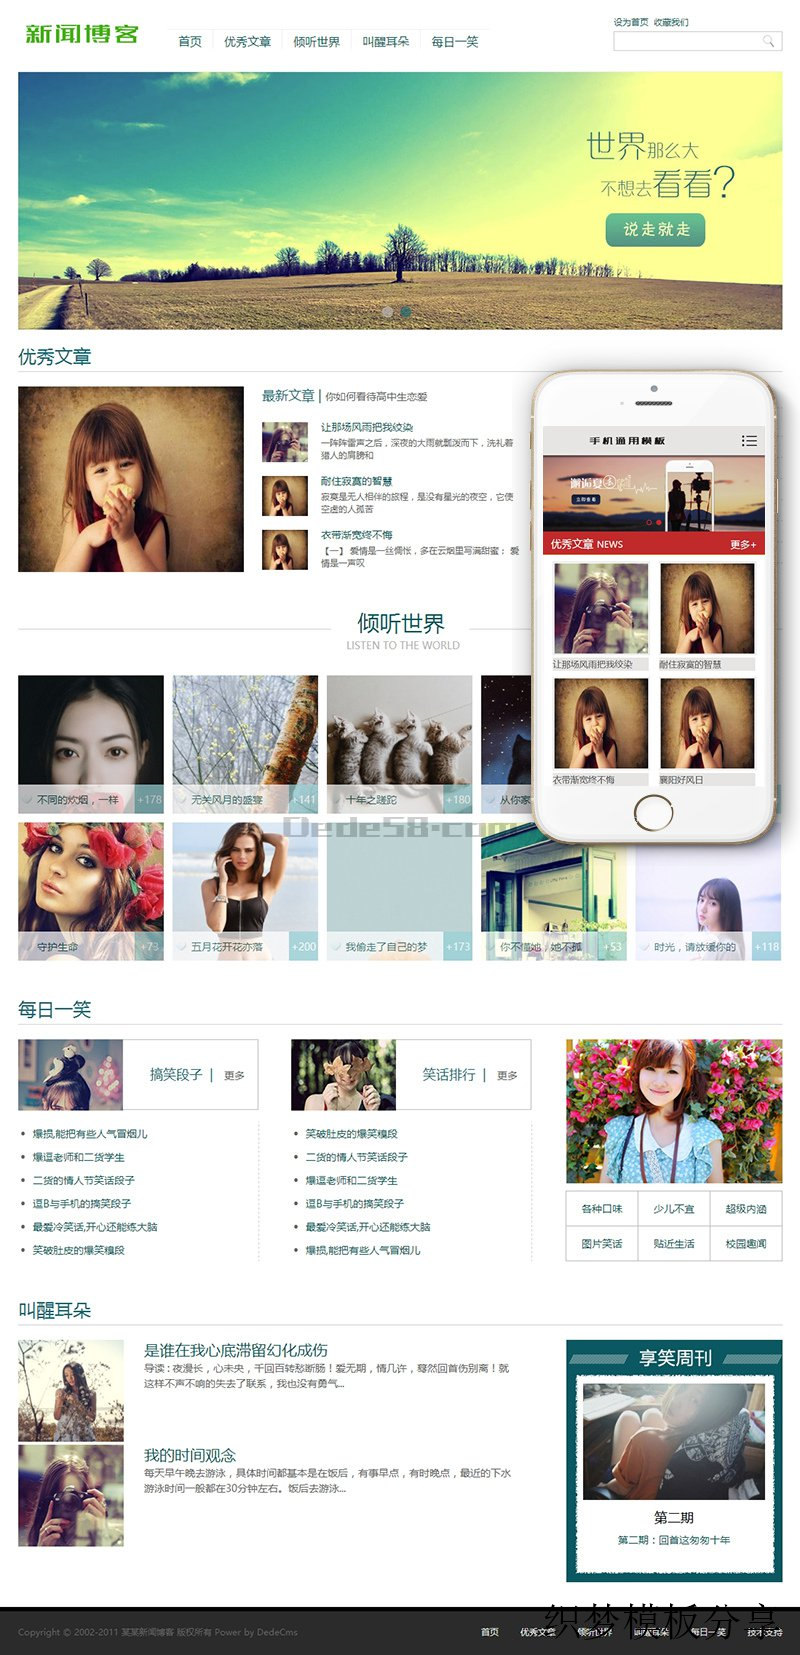 新闻博客
首页 优秀文章 倾听世界 叫醒耳朵 每日一笑
设为首页 收藏我们
世界那么大
不想去看看?
说走就走
优秀文章
最新文章 | 你如何看待高中生恋爱
让那场风雨把我绞染
一阵阵雷声之后，深夜的大雨就瓢泼而下，洗礼着
猎人的肩膀和
耐住寂寞的智慧
寂寞是无人相伴的旅程，是没有星光的夜空，它使
空虚的人孤苦
衣带渐宽终不悔
【一】 爱情是一丝惆怅，多在云烟里写满甜蜜； 爱
情是一声叹
手机通用模板
邂逅夏
立即查看
优秀文章 NEWS 更多+
让那场风雨把我绞染 耐住寂寞的智慧
衣带渐宽终不悔 襄阳好风日
倾听世界
LISTEN TO THE WORLD
不同的炊烟，一样 +178
无关风月的盛宴 +141
十年之蹉跎 +180
从你家
Dede58.com
守护生命 +73
五月花开花亦落 +200
我偷走了自己的梦 +173
你不懂她，她不孤 +53
时光，请放缓你的 +118
每日一笑
搞笑段子 | 更多
爆损,能把有些人气冒烟儿
爆逗老师和二货学生
二货的情人节笑话段子
逗B与手机的搞笑段子
最爱冷笑话,开心还能练大脑
笑破肚皮的爆笑糗段
笑话排行 | 更多
笑破肚皮的爆笑糗段
二货的情人节笑话段子
爆逗老师和二货学生
逗B与手机的搞笑段子
最爱冷笑话,开心还能练大脑
爆损,能把有些人气冒烟儿
各种口味 少儿不宜 超级内涵
图片笑话 贴近生活 校园趣闻
叫醒耳朵
是谁在我心底滞留幻化成伤
导读 : 夜漫长，心未央，千回百转愁断肠！爱无期，情几许，蓦然回首伤别离！就
这样不声不响的失去了联系，我也没有勇气...
我的时间观念
每天早午晚去游泳，具体时间都基本是在饭后，有事早点，有时晚点，最近的下水
游泳时间一般都在30分钟左右。饭后去游泳...
享笑周刊
第二期
第二期：回首这匆匆十年
织梦模板分享
Copyright © 2002-2011 某某新闻博客 版权所有 Power by DedeCms
首页 优秀文章 倾听世界 叫醒耳朵 每日一笑 技术支持